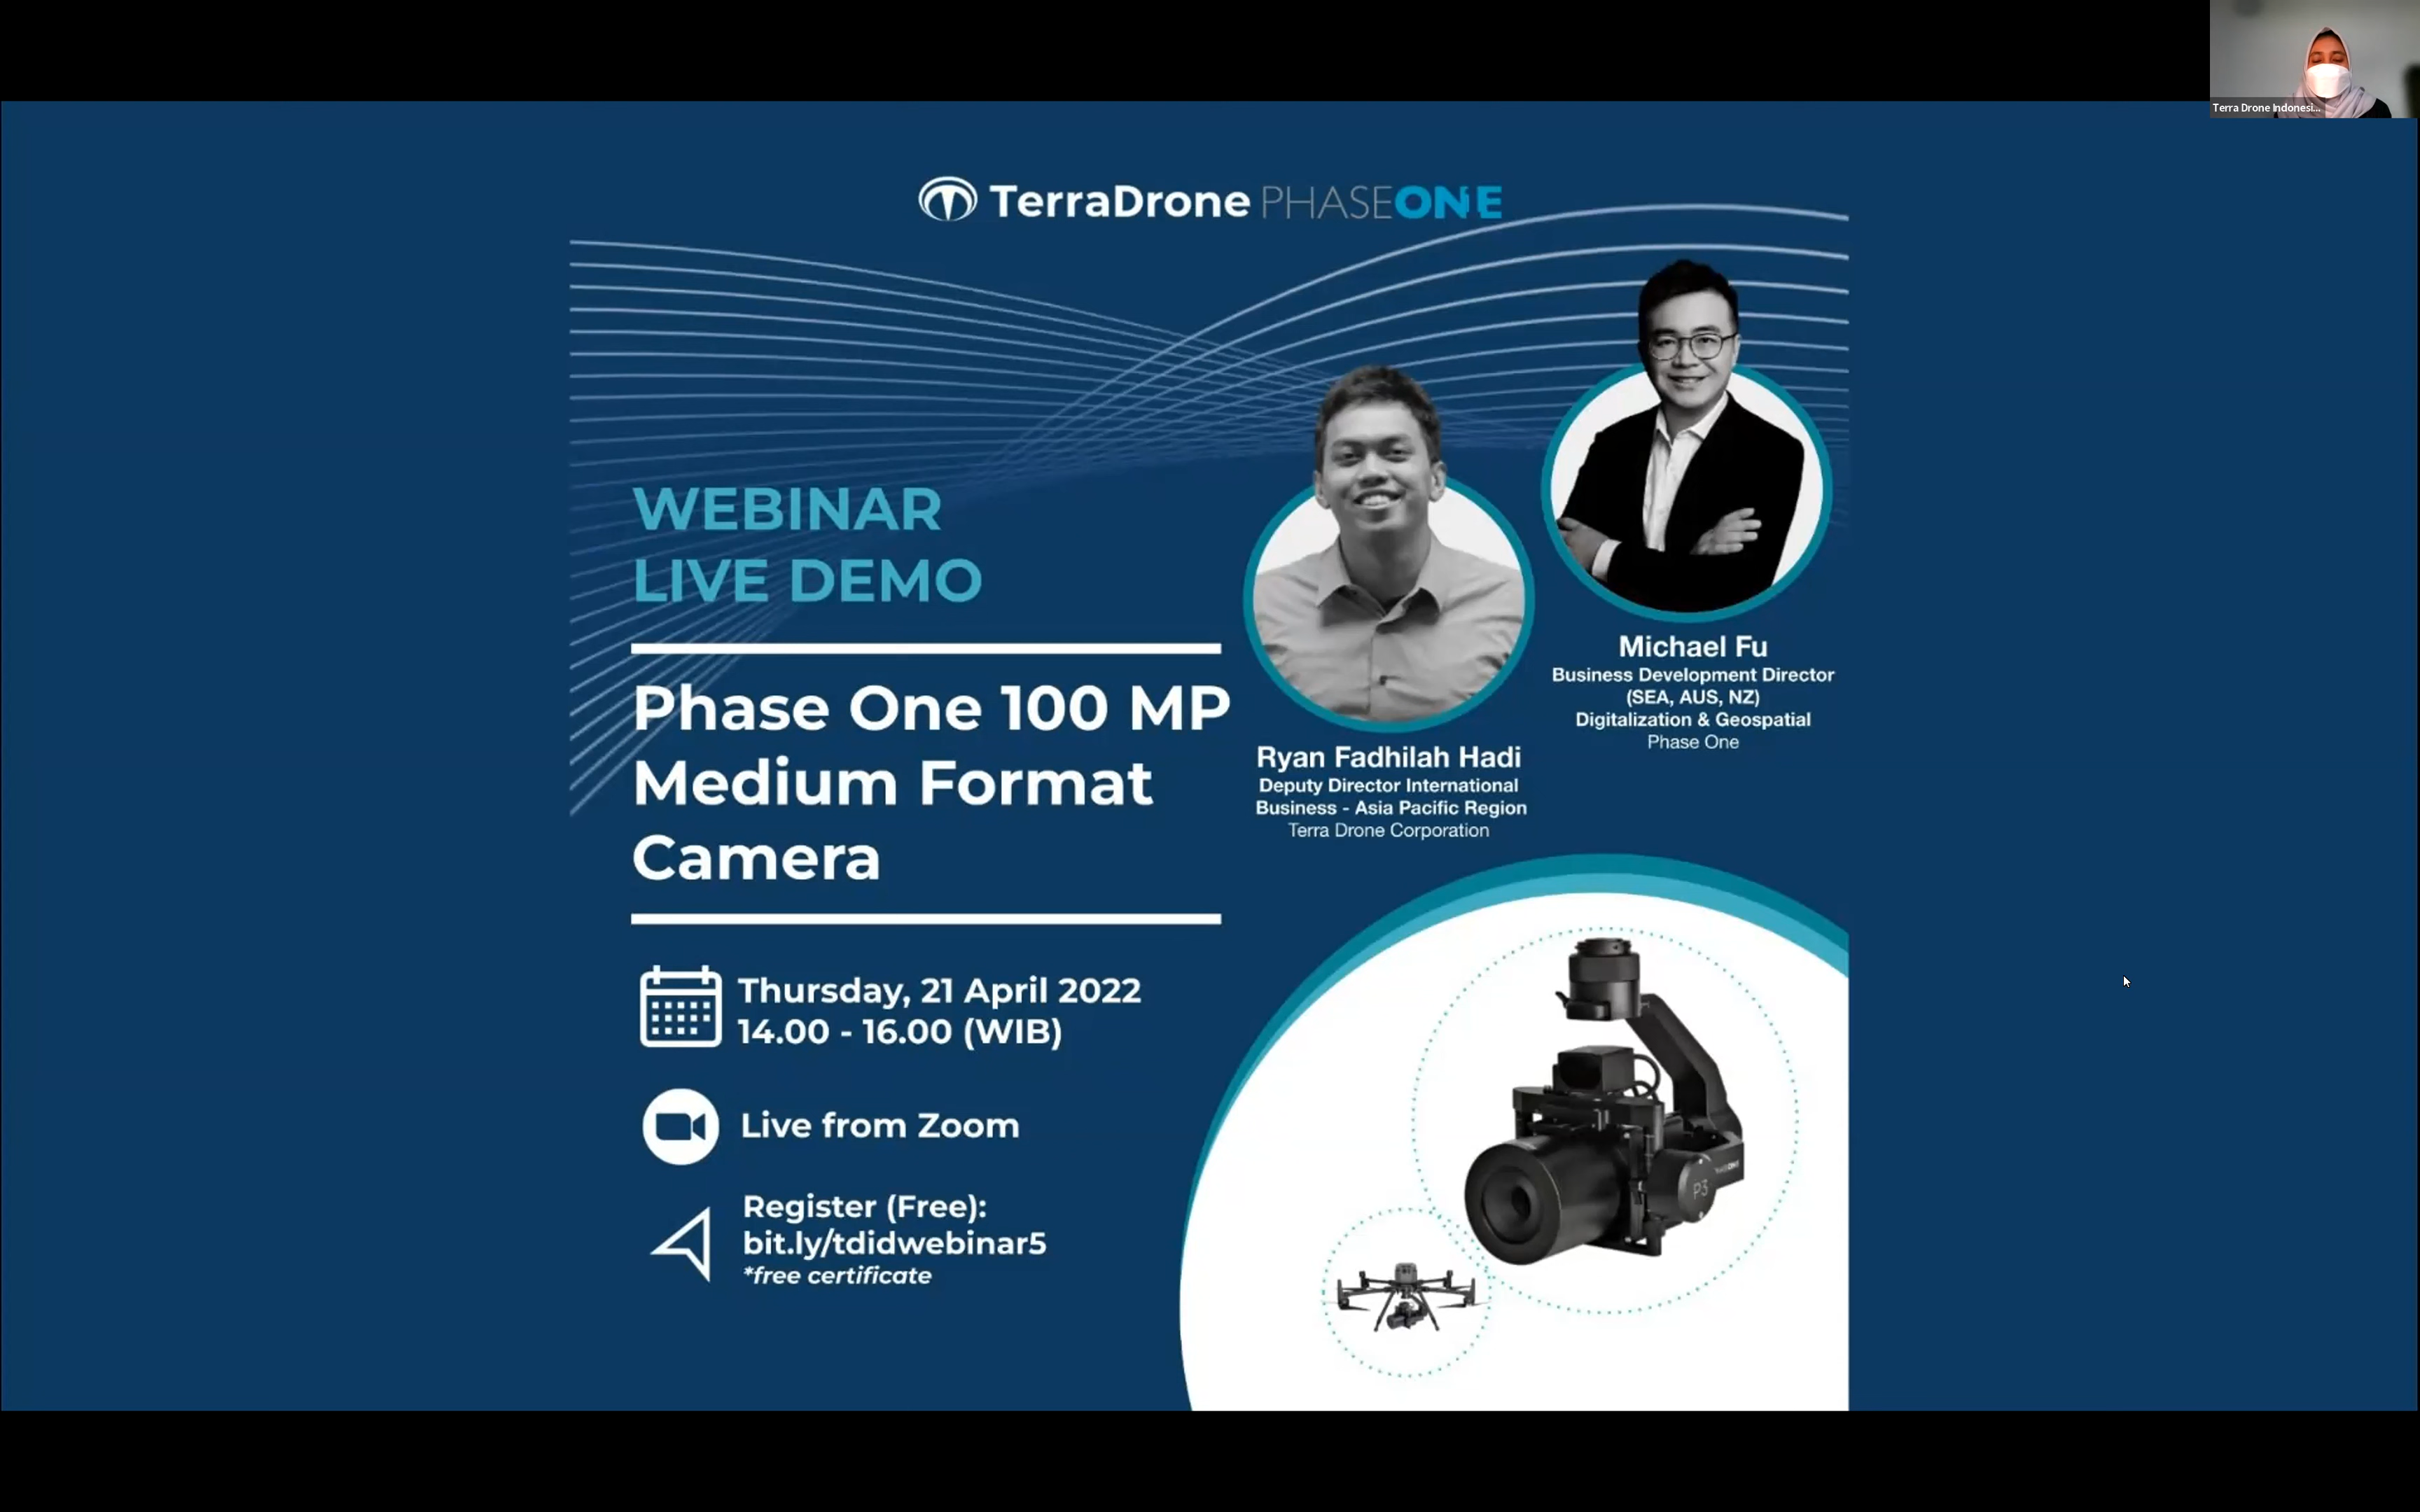 Terra Drone Indonesi...
TerraDrone PHASEONE
WEBINAR
LIVE DEMO
Phase One 100 MP
Medium Format
Camera
Michael Fu
Business Development Director
(SEA, AUS, NZ)
Digitalization & Geospatial
Phase One
Ryan Fadhilah Hadi
Deputy Director International
Business - Asia Pacific Region
Terra Drone Corporation
Thursday, 21 April 2022
14.00 - 16.00 (WIB)
Live from Zoom
Register (Free):
bit.ly/tdidwebinar5
*free certificate
P3